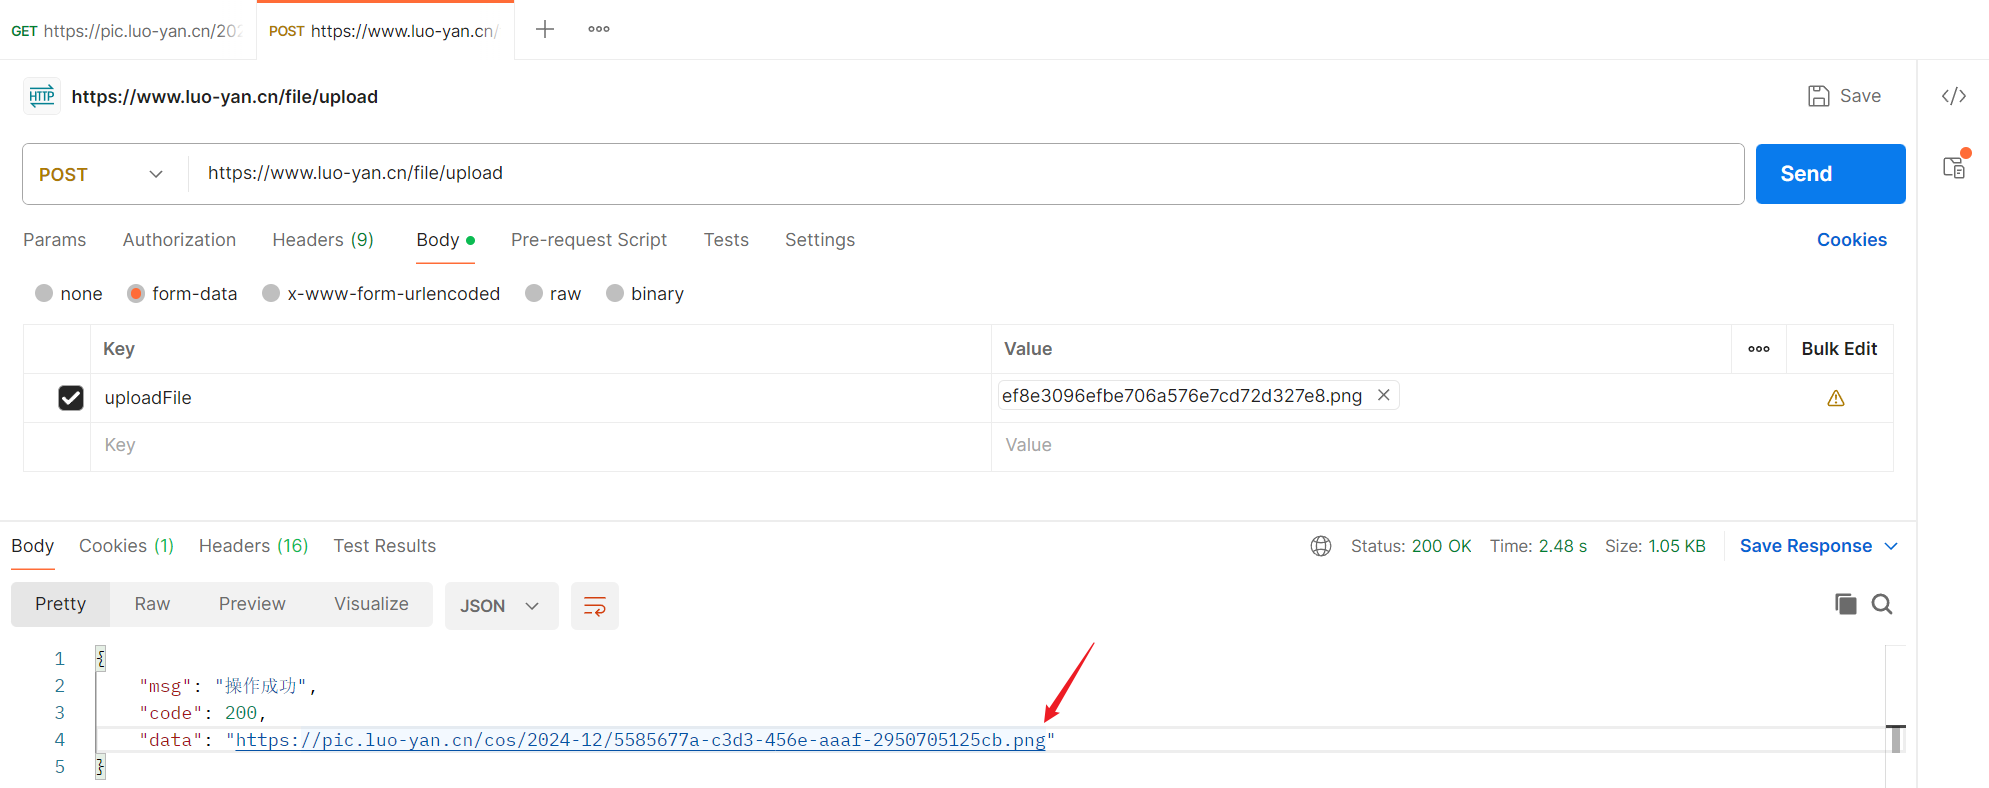 GET https://pic.luo-yan.cn/202
POST https://www.luo-yan.cn/
HTTP https://www.luo-yan.cn/file/upload
Save
POST https://www.luo-yan.cn/file/upload
Send
Params Authorization Headers (9) Body Pre-request Script Tests Settings Cookies
none form-data x-www-form-urlencoded raw binary
Key Value Bulk Edit
uploadFile ef8e3096efbe706a576e7cd72d327e8.png
Key Value
Body Cookies (1) Headers (16) Test Results Status: 200 OK Time: 2.48 s Size: 1.05 KB Save Response
Pretty Raw Preview Visualize JSON
1 {
2 "msg": "操作成功",
3 "code": 200,
4 "data": "https://pic.luo-yan.cn/cos/2024-12/5585677a-c3d3-456e-aaaf-2950705125cb.png"
5 }